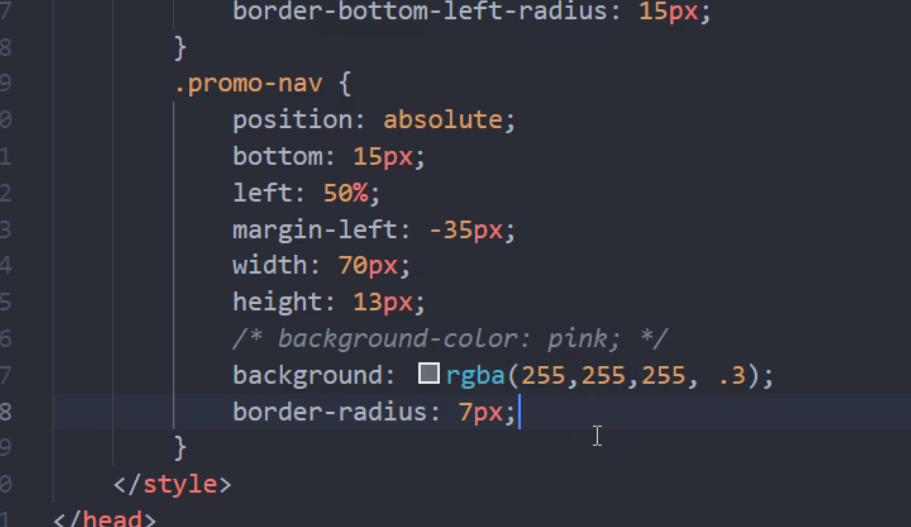 7 border-bottom-left-radius: 15px;
8 }
9 .promo-nav {
0 position: absolute;
1 bottom: 15px;
2 left: 50%;
3 margin-left: -35px;
4 width: 70px;
5 height: 13px;
6 /* background-color: pink; */
7 background: rgba(255,255,255, .3);
8 border-radius: 7px;
9 }
0 </style>
1 </head>